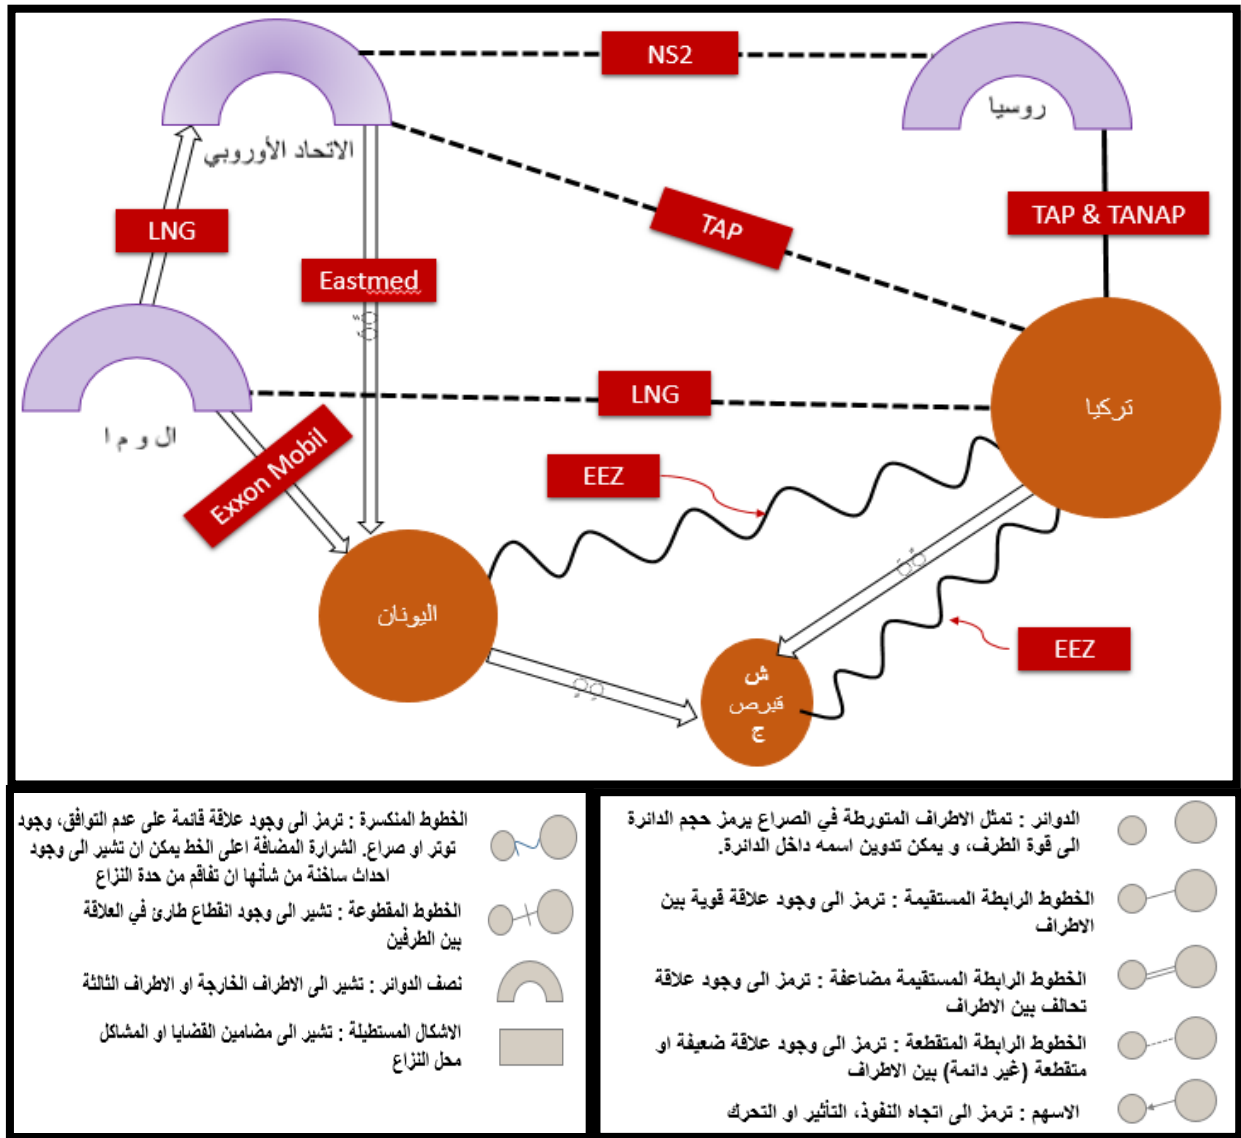 NS2
روسيا
الاتحاد الأوروبي
TAP & TANAP
LNG
TAP
Eastmed
LNG
تركيا
ال و م ا
Exxon Mobil
EEZ
اليونان
EEZ
ش
قبرص
ج
الدوائر : تمثل الاطراف المتورطة في الصراع يرمز حجم الدائرة
الى قوة الطرف، و يمكن تدوين اسمه داخل الدائرة.
الخطوط الرابطة المستقيمة : ترمز الى وجود علاقة قوية بين
الاطراف
الخطوط الرابطة المستقيمة مضاعفة : ترمز الى وجود علاقة
تحالف بين الاطراف
الخطوط الرابطة المتقطعة : ترمز الى وجود علاقة ضعيفة او
متقطعة (غير دائمة) بين الاطراف
الاسهم : ترمز الى اتجاه النفوذ، التأثير او التحرك
الخطوط المنكسرة : ترمز الى وجود علاقة قائمة على عدم التوافق، وجود
توتر او صراع. الشرارة المضافة اعلى الخط يمكن ان تشير الى وجود
احداث ساخنة من شأنها ان تفاقم من حدة النزاع
الخطوط المقطوعة : تشير الى وجود انقطاع طارئ في العلاقة
بين الطرفين
نصف الدوائر : تشير الى الاطراف الخارجة او الاطراف الثالثة
الاشكال المستطيلة : تشير الى مضامين القضايا او المشاكل
محل النزاع